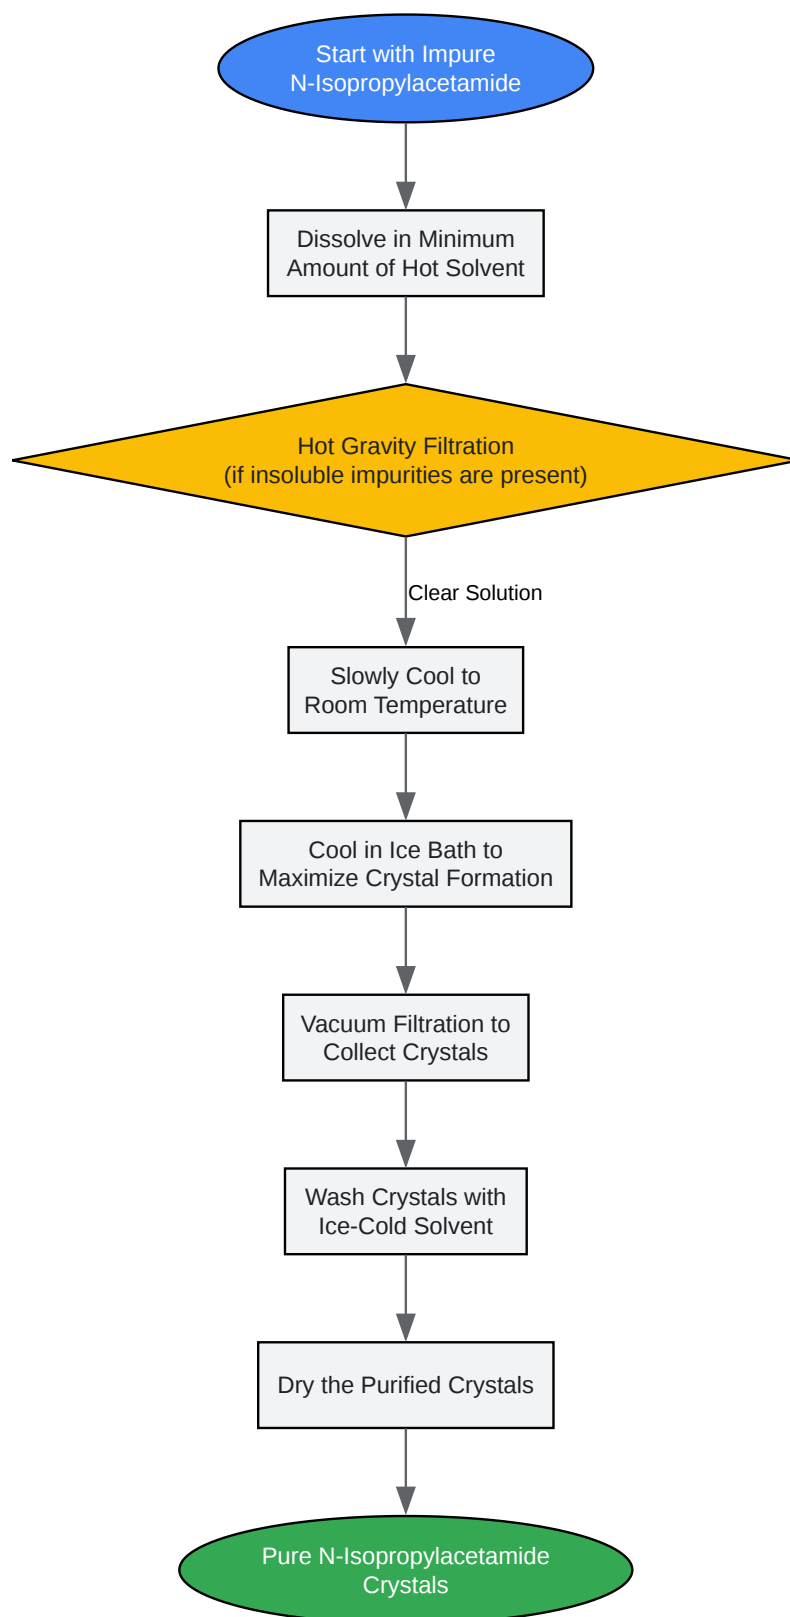 Start with Impure
N-Isopropylacetamide
Dissolve in Minimum
Amount of Hot Solvent
Hot Gravity Filtration
(if insoluble impurities are present)
Clear Solution
Slowly Cool to
Room Temperature
Cool in Ice Bath to
Maximize Crystal Formation
Vacuum Filtration to
Collect Crystals
Wash Crystals with
Ice-Cold Solvent
Dry the Purified Crystals
Pure N-Isopropylacetamide
Crystals